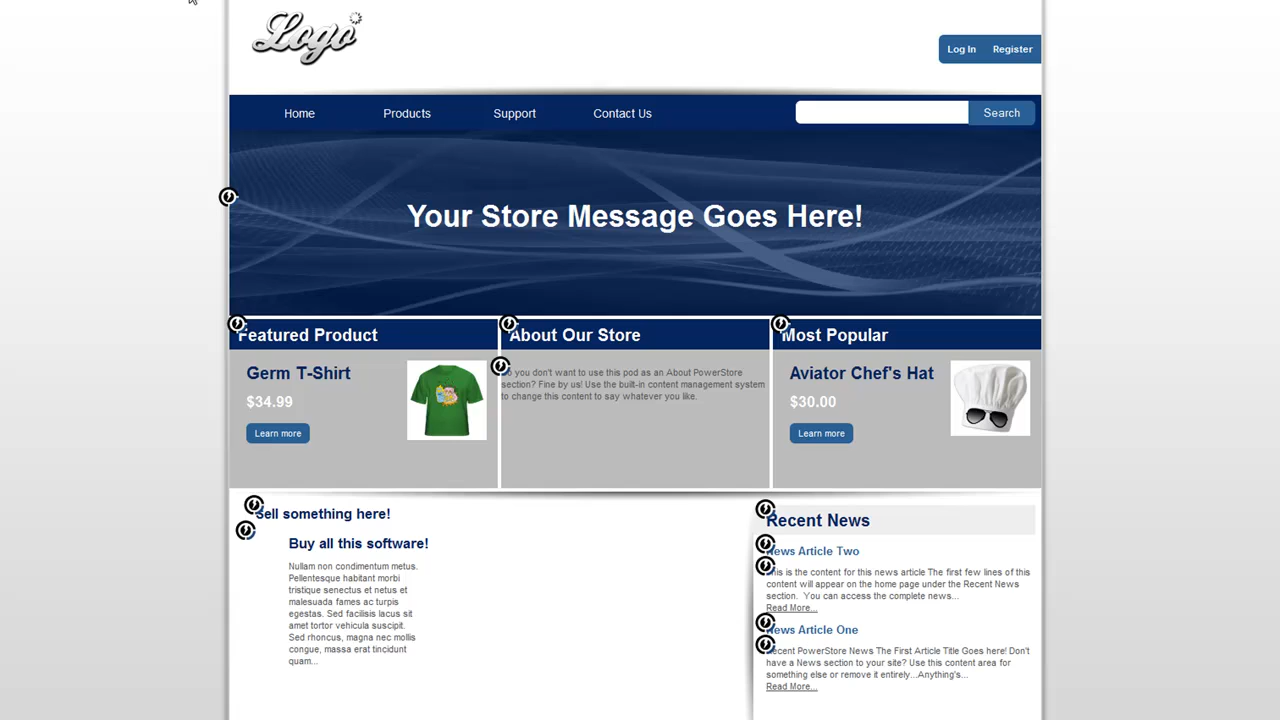 Logo
Log In Register
Home Products Support Contact Us Search
Your Store Message Goes Here!
Featured Product
Germ T-Shirt
$34.99
Learn more
About Our Store
So you don't want to use this pod as an About PowerStore
section? Fine by us! Use the built-in content management system
to change this content to say whatever you like.
Most Popular
Aviator Chef's Hat
$30.00
Learn more
Sell something here!
Buy all this software!
Nullam non condimentum metus.
Pellentesque habitant morbi
tristique senectus et netus et
malesuada fames ac turpis
egestas. Sed facilisis lacus sit
amet tortor vehicula suscipit.
Sed rhoncus, magna nec mollis
congue, massa erat tincidunt
quam...
Recent News
News Article Two
This is the content for this news article The first few lines of this
content will appear on the home page under the Recent News
section. You can access the complete news...
Read More...
News Article One
Recent PowerStore News The First Article Title Goes here! Don't
have a News section to your site? Use this content area for
something else or remove it entirely...Anything's...
Read More...